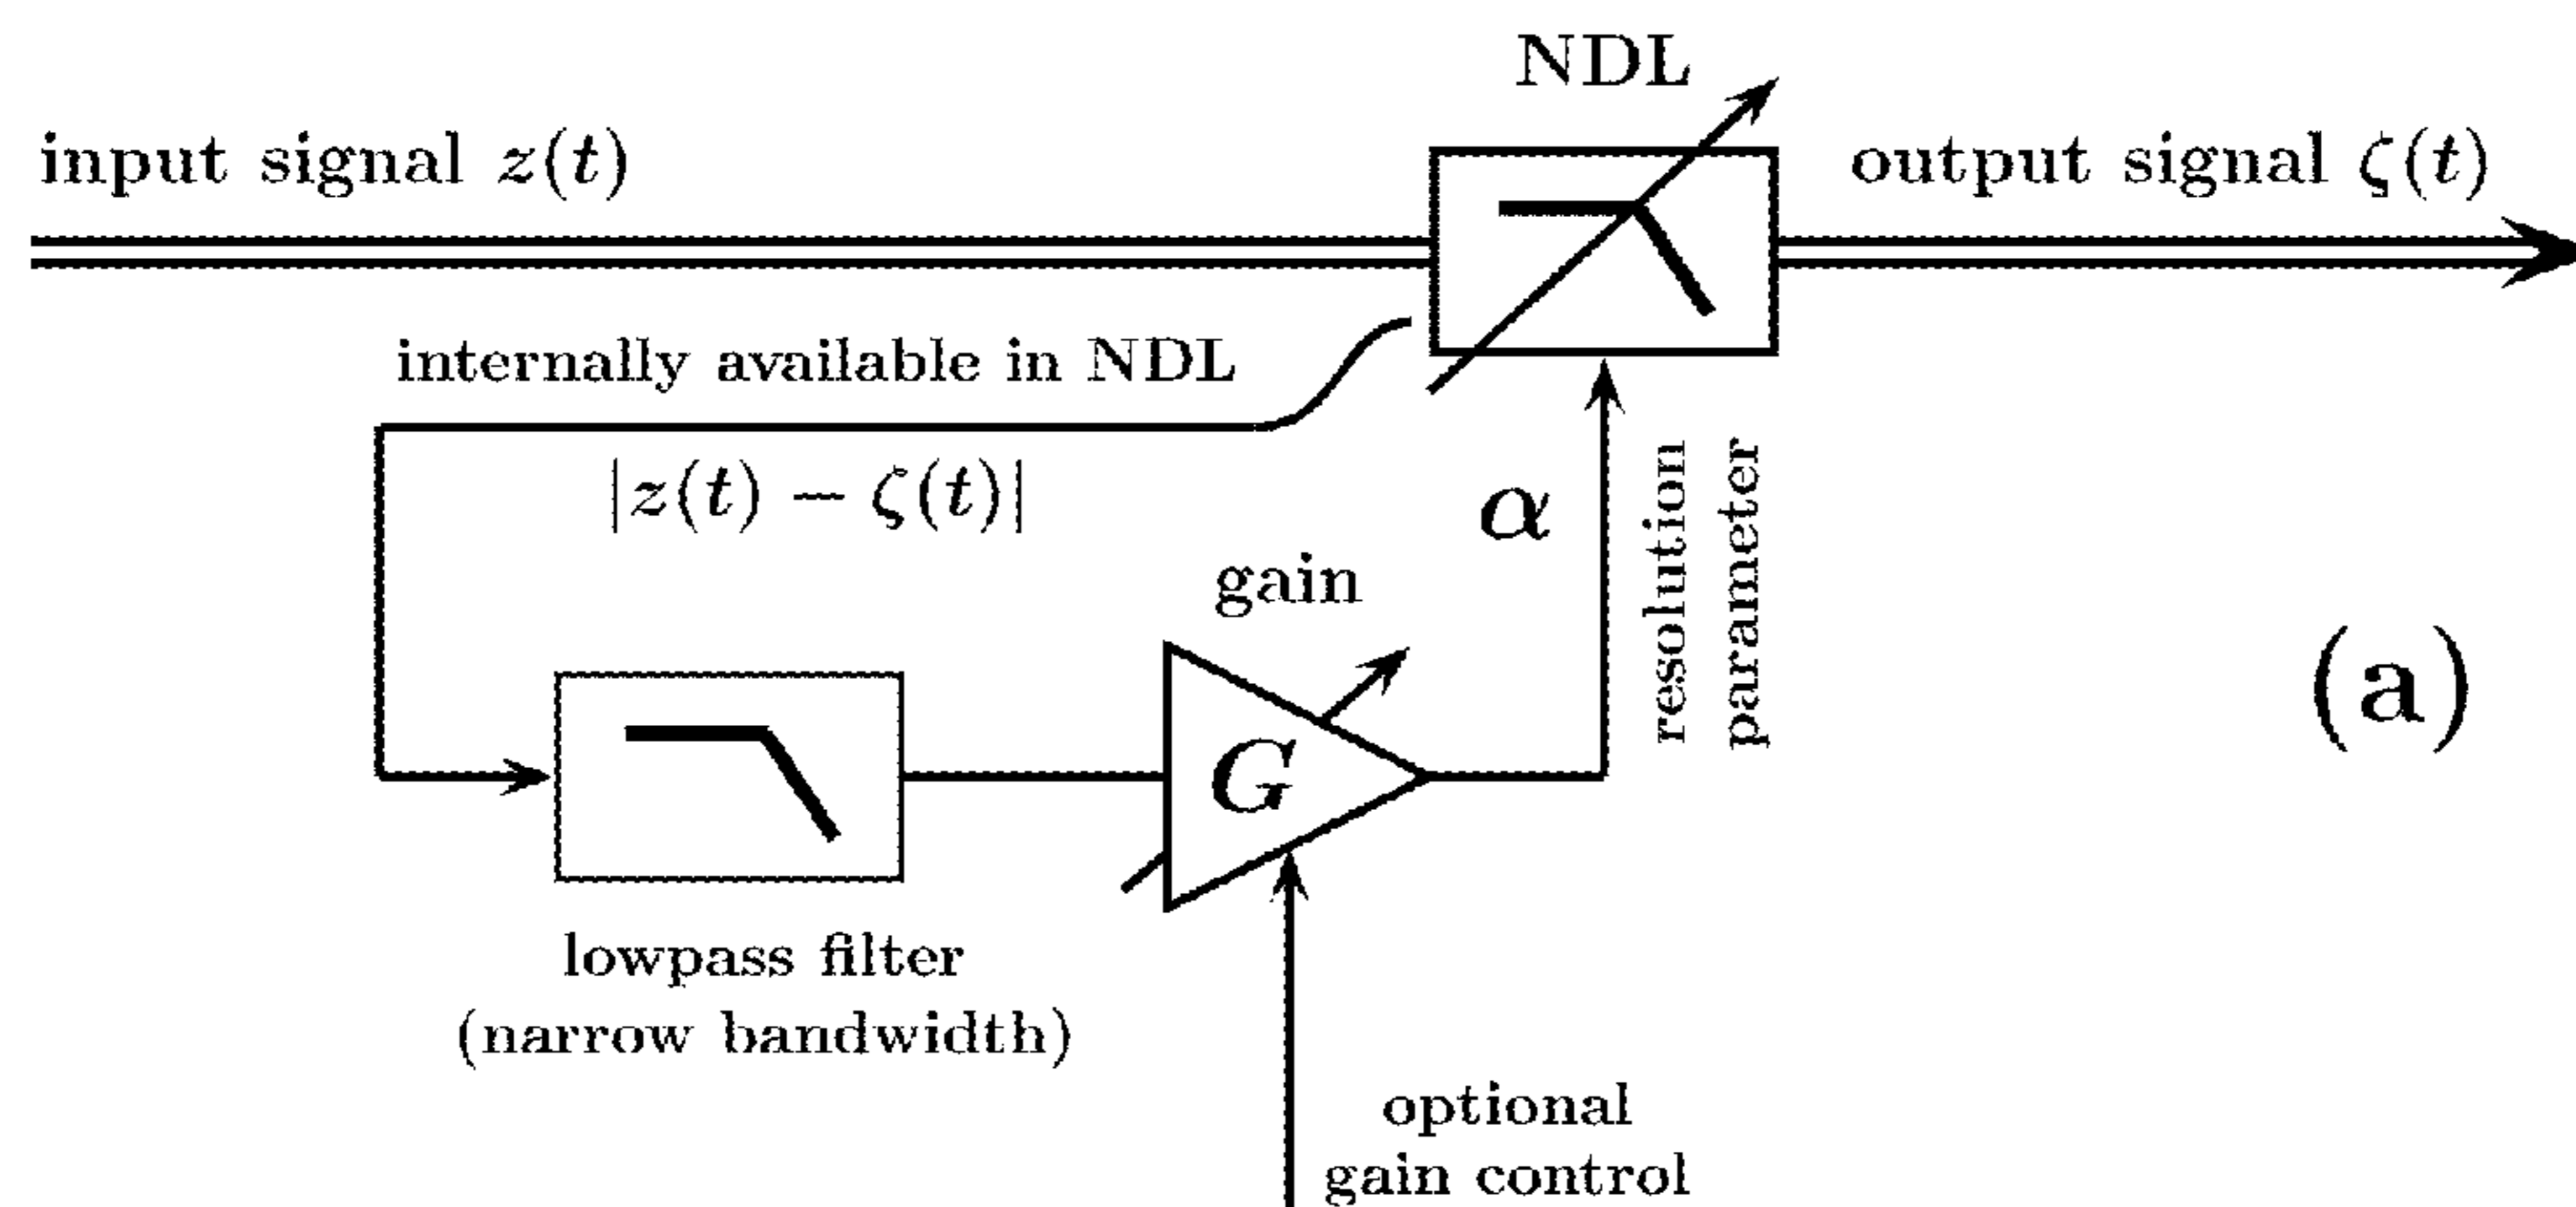 NDL
input signal z(t)
output signal ζ(t)
internally available in NDL
|z(t) − ζ(t)|
α
resolution
parameter
gain
G
(a)
lowpass filter
(narrow bandwidth)
optional
gain control